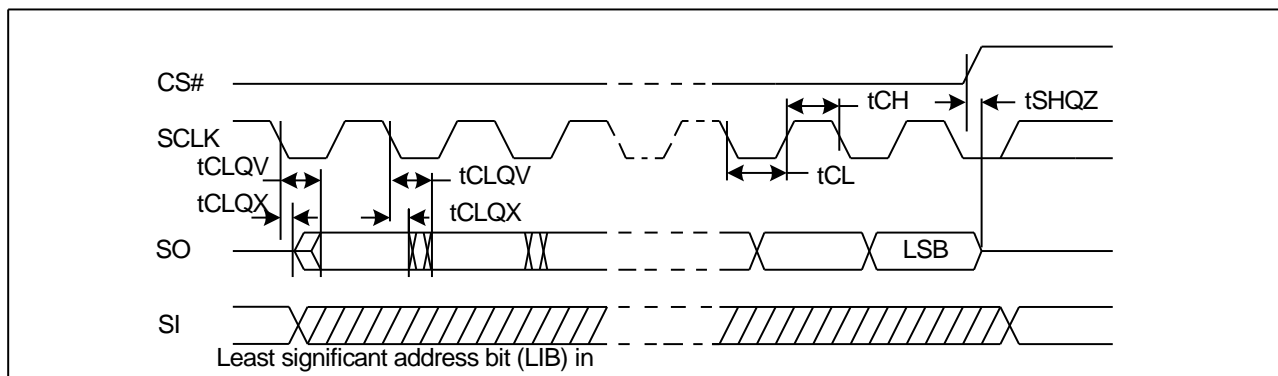 CS#
tCH
tSHQZ
SCLK
tCLQV
tCLQV
tCL
tCLQX
tCLQX
SO
LSB
SI
Least significant address bit (LIB) in